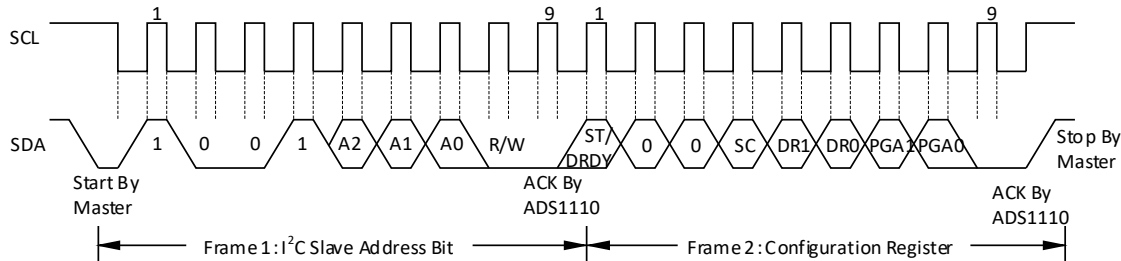 1 9 1 9
SCL
SDA 1 0 0 1 A2 A1 A0 R/W ST/ DRDY 0 0 SC DR1 DR0 PGA1 PGA0 Stop By
Master
Start By
Master
ACK By
ADS1110
ACK By
ADS1110
Frame 1: I²C Slave Address Bit
Frame 2: Configuration Register